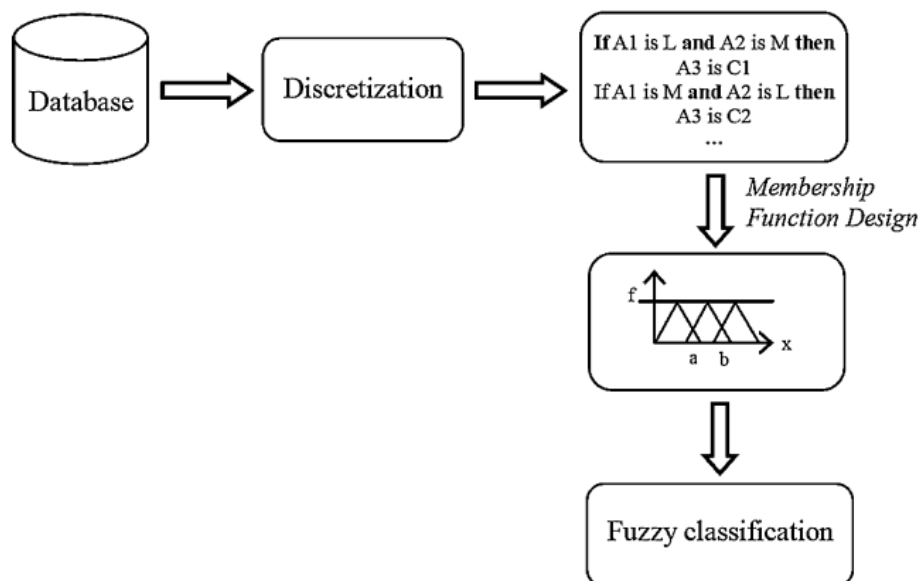 Database
Discretization
If A1 is L and A2 is M then
A3 is C1
If A1 is M and A2 is L then
A3 is C2
...
Membership
Function Design
f
x
a b
Fuzzy classification